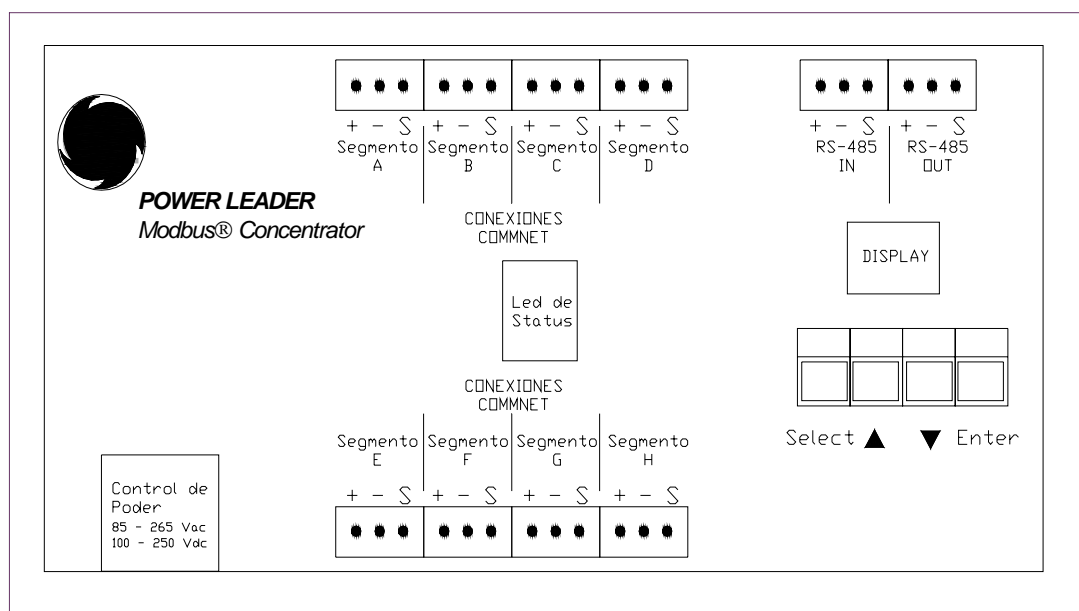 + - S + - S + - S + - S + - S + - S
Segmento Segmento Segmento Segmento RS-485 RS-485
A B C D IN OUT
POWER LEADER
Modbus® Concentrator
CONEXIONES
COMMNET
DISPLAY
Led de
Status
CONEXIONES
COMMNET
Select ▲ ▼ Enter
Segmento Segmento Segmento Segmento
E F G H
+ - S + - S + - S + - S
Control de
Poder
85 - 265 Vac
100 - 250 Vdc